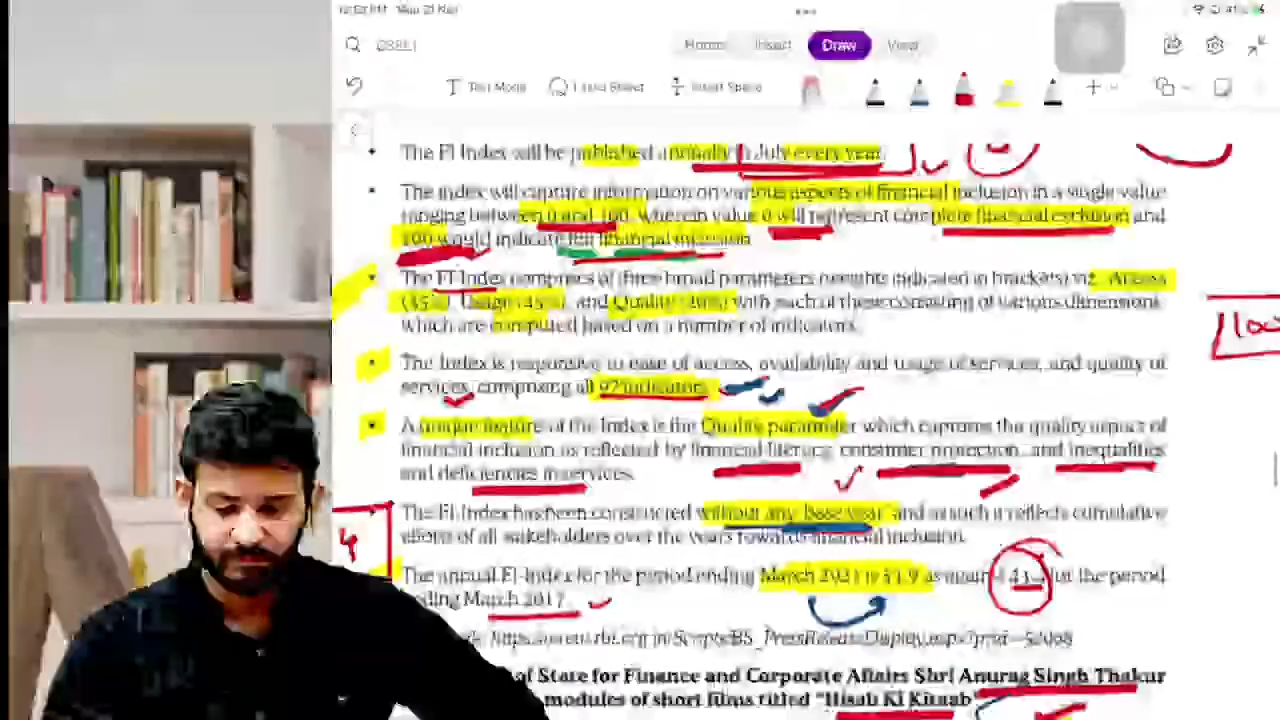 Home Insert Draw View
Text Mode Lasso Select Insert Space
• The FI Index will be published annually in July every year.
• The index will capture information on various aspects of financial inclusion in a single value
ranging between 0 and 100, wherein value 0 will represent complete financial exclusion and
100 would indicate full financial inclusion
• The FI Index comprises of three broad parameters (weights indicated in brackets) viz., Access
(35%), Usage (45%), and Quality (20%) with each of these consisting of various dimensions,
which are computed based on a number of indicators.
• The Index is responsive to ease of access, availability and usage of services, and quality of
services, comprising all 97 indicators.
• A unique feature of the Index is the Quality parameter which captures the quality aspect of
financial inclusion as reflected by financial literacy, consumer protection, and inequalities
and deficiencies in services.
The FI-Index has been constructed without any 'base year' and as such it reflects cumulative
efforts of all stakeholders over the years towards financial inclusion.
4
The annual FI-Index for the period ending March 2021 is 53.9 as against for the period
ending March 2017.
of State for Finance and Corporate Affairs Shri Anurag Singh Thakur
modules of short films titled "Hisab Ki Kitaab"